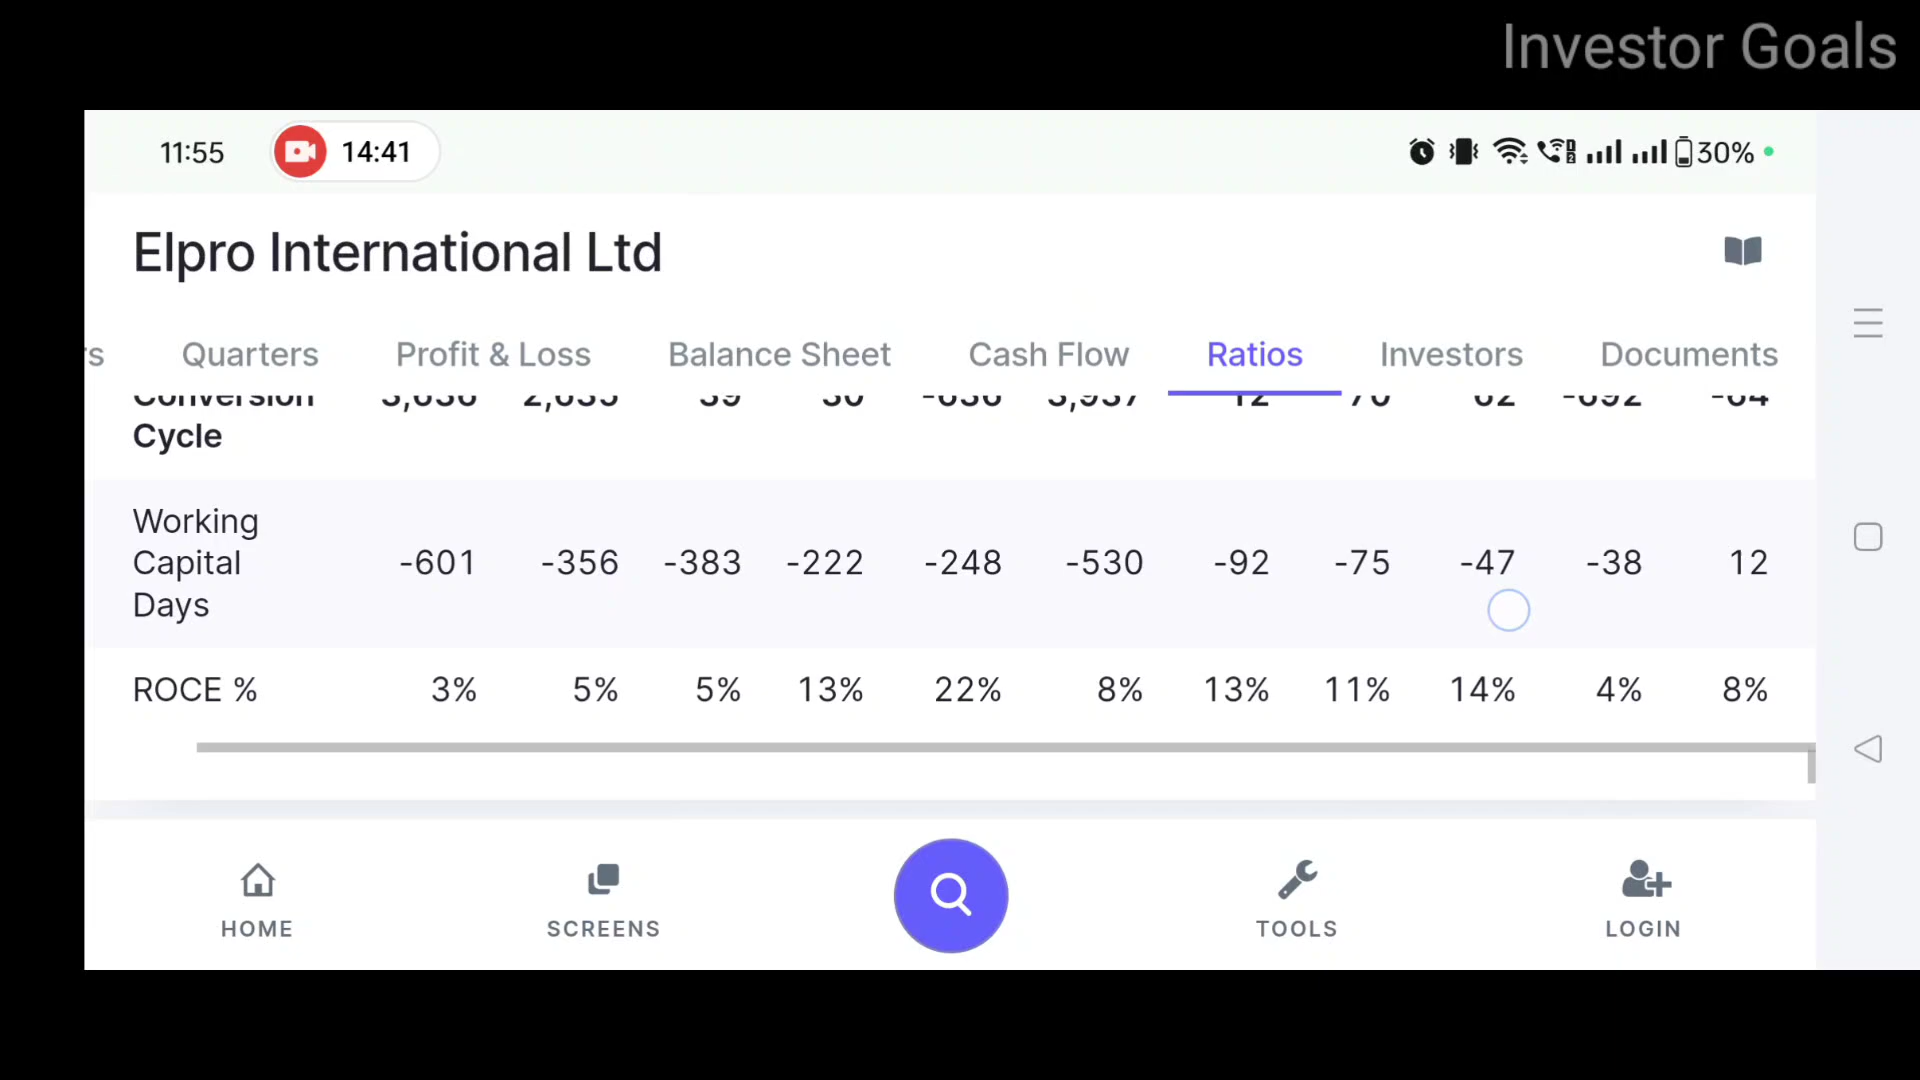 Investor Goals
11:55 14:41 30%
Elpro International Ltd
rs Quarters Profit & Loss Balance Sheet Cash Flow Ratios Investors Documents
Conversion
Cycle
Working
Capital
Days
-601 -356 -383 -222 -248 -530 -92 -75 -47 -38 12
ROCE % 3% 5% 5% 13% 22% 8% 13% 11% 14% 4% 8%
HOME SCREENS TOOLS LOGIN